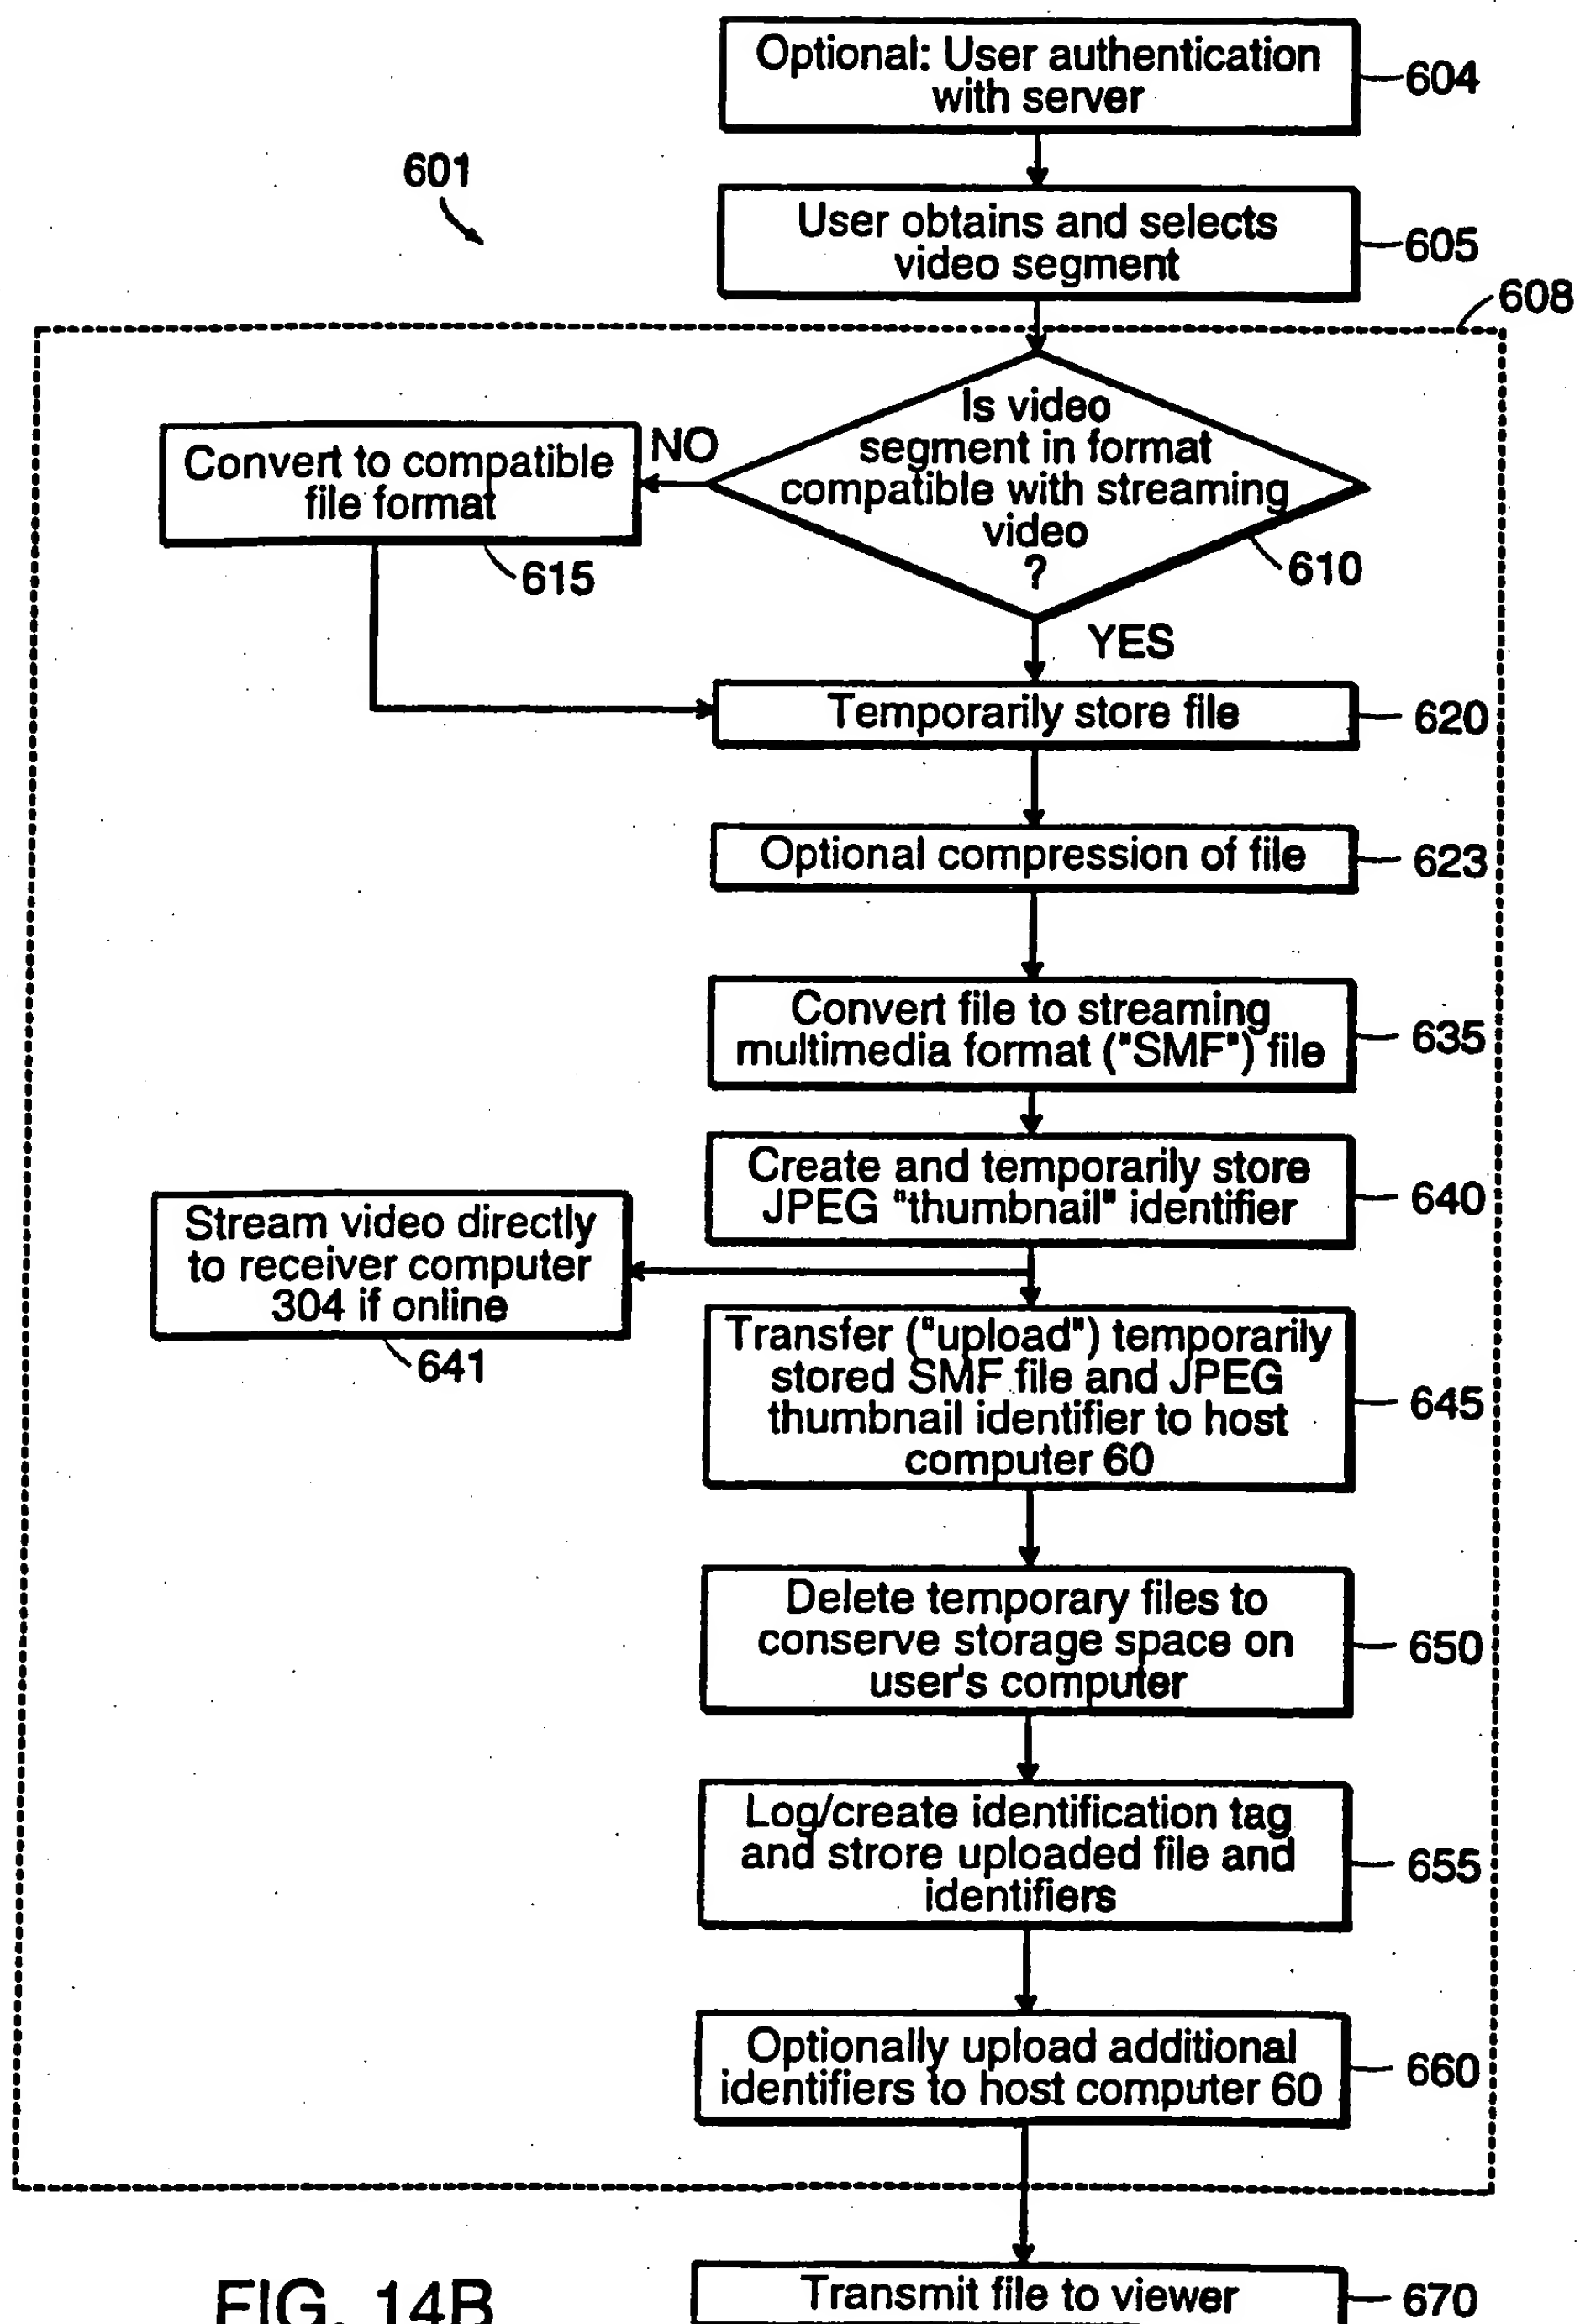 Optional: User authentication
with server
604
601
User obtains and selects
video segment
605
608
Is video
segment in format
compatible with streaming
video
?
610
NO
Convert to compatible
file format
615
YES
Temporarily store file
620
Optional compression of file
623
Convert file to streaming
multimedia format ("SMF") file
635
Create and temporarily store
JPEG "thumbnail" identifier
640
Stream video directly
to receiver computer
304 if online
641
Transfer ("upload") temporarily
stored SMF file and JPEG
thumbnail identifier to host
computer 60
645
Delete temporary files to
conserve storage space on
user's computer
650
Log/create identification tag
and strore uploaded file and
identifiers
655
Optionally upload additional
identifiers to host computer 60
660
Transmit file to viewer
670
FIG. 14B